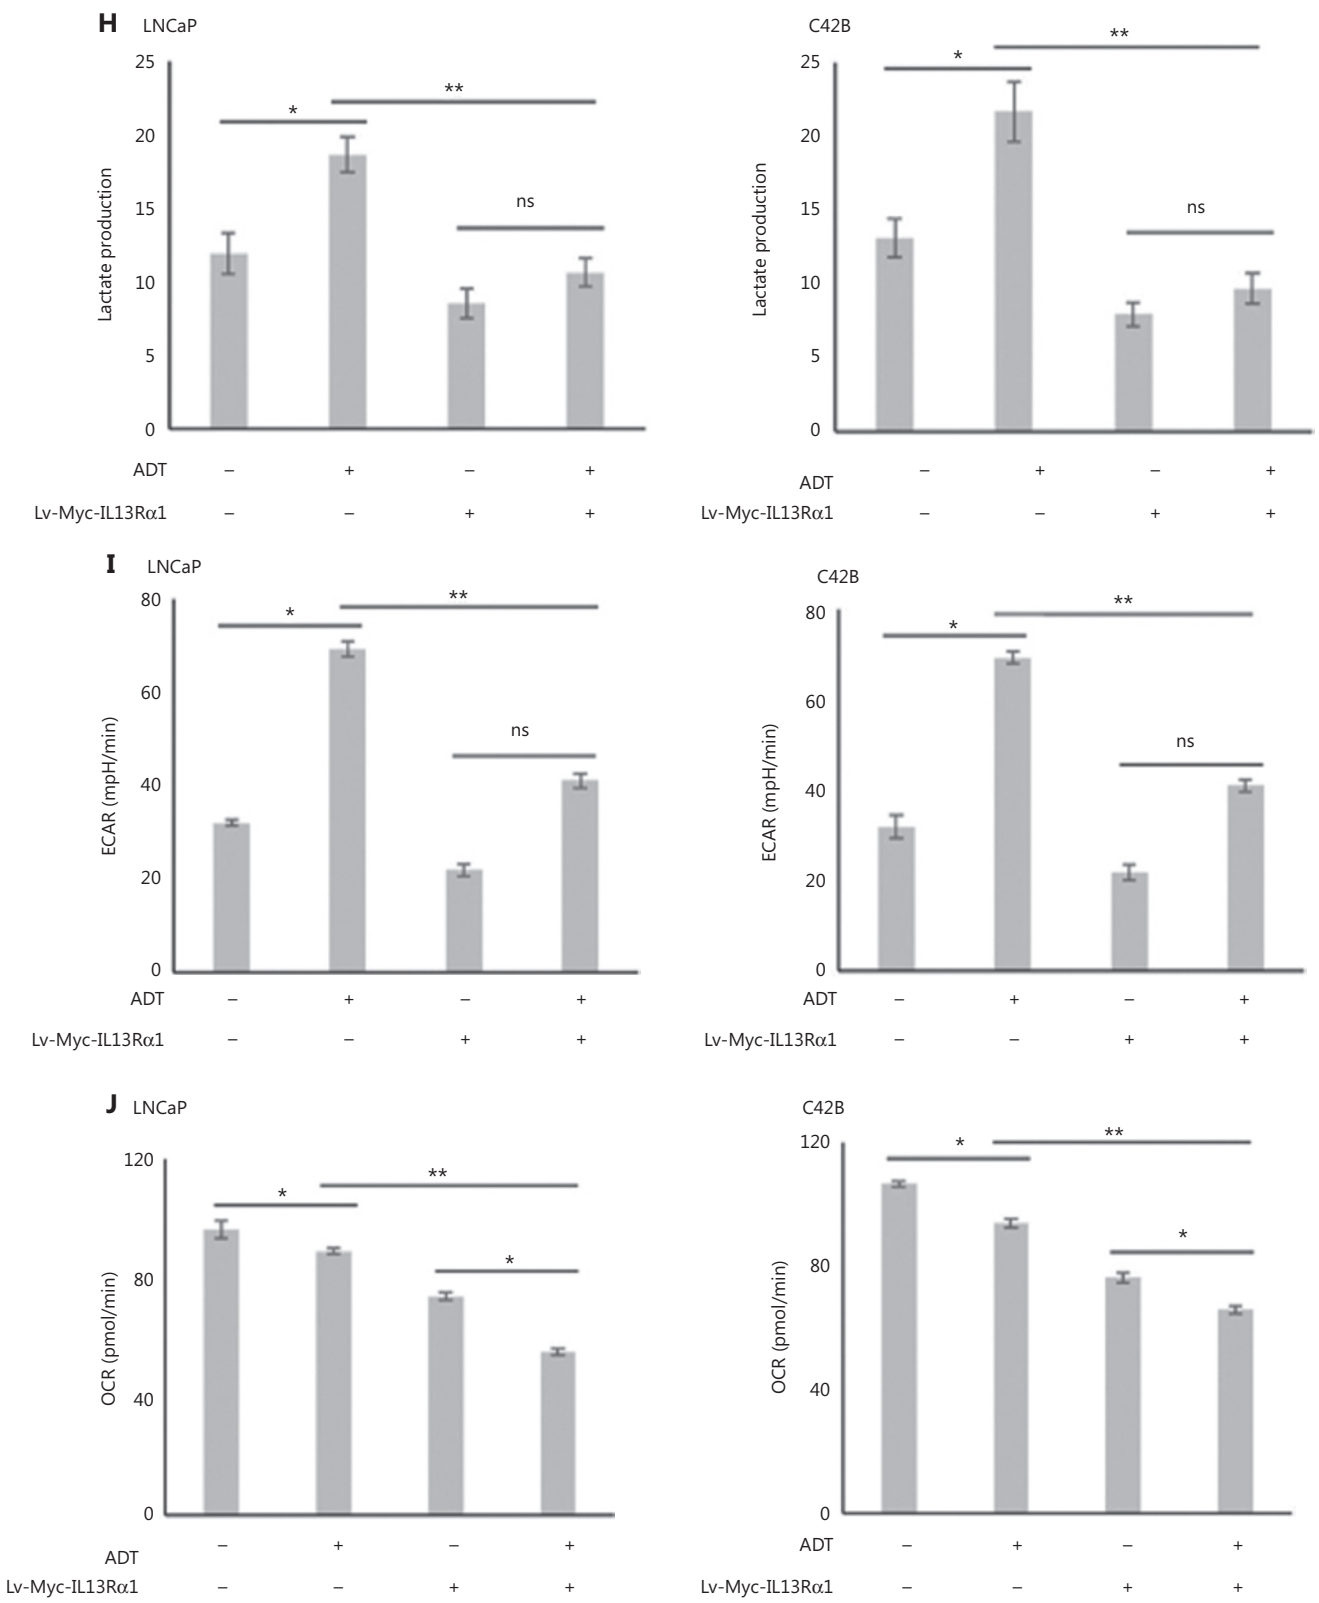 H LNCaP
25
20
15
10
5
0
Lactate production
*
**
ns
ADT – + – +
Lv-Myc-IL13Rα1 – – + +
C42B
25
20
15
10
5
0
Lactate production
*
**
ns
ADT – + – +
Lv-Myc-IL13Rα1 – – + +
I LNCaP
80
60
40
20
0
ECAR (mpH/min)
*
**
ns
ADT – + – +
Lv-Myc-IL13Rα1 – – + +
C42B
80
60
40
20
0
ECAR (mpH/min)
*
**
ns
ADT – + – +
Lv-Myc-IL13Rα1 – – + +
J LNCaP
120
80
40
0
OCR (pmol/min)
*
**
*
ADT – + – +
Lv-Myc-IL13Rα1 – – + +
C42B
120
80
40
0
OCR (pmol/min)
*
**
*
ADT – + – +
Lv-Myc-IL13Rα1 – – + +